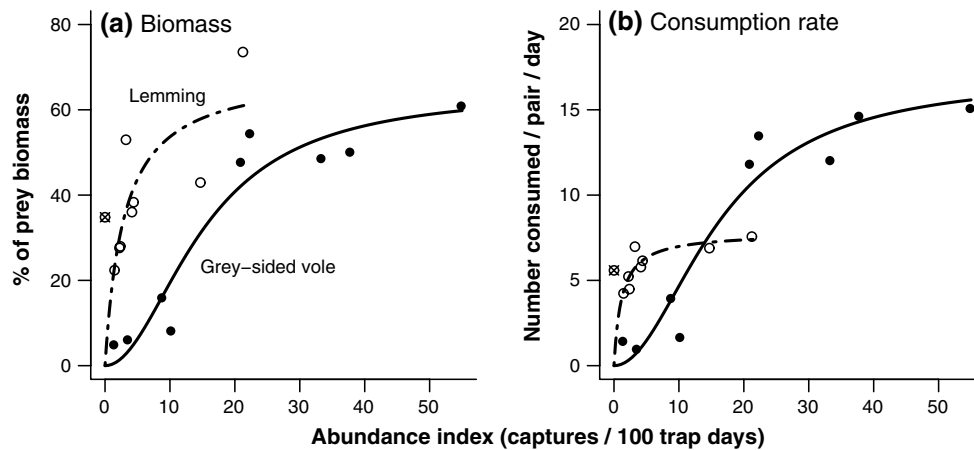 (a) Biomass
% of prey biomass
80
60
40
20
0
Lemming
Grey−sided vole
0 10 20 30 40 50
(b) Consumption rate
Number consumed / pair / day
20
15
10
5
0
0 10 20 30 40 50
Abundance index (captures / 100 trap days)